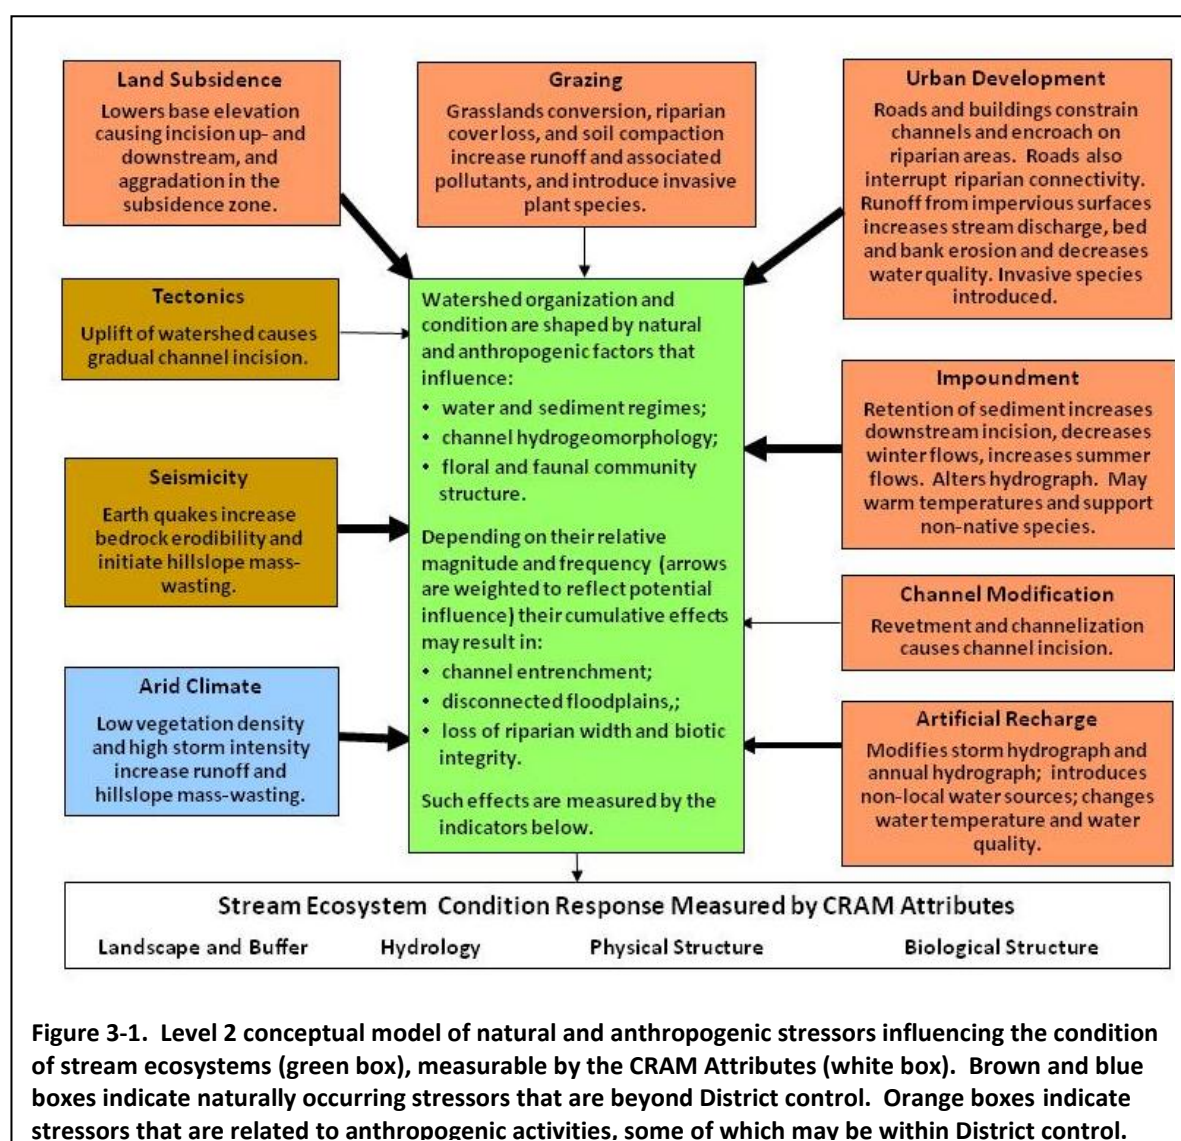 Land Subsidence
Lowers base elevation
causing incision up- and
downstream, and
aggradation in the
subsidence zone.
Grazing
Grasslands conversion, riparian
cover loss, and soil compaction
increase runoff and associated
pollutants, and introduce invasive
plant species.
Urban Development
Roads and buildings constrain
channels and encroach on
riparian areas. Roads also
interrupt riparian connectivity.
Runoff from impervious surfaces
increases stream discharge, bed
and bank erosion and decreases
water quality. Invasive species
introduced.
Tectonics
Uplift of watershed causes
gradual channel incision.
Seismicity
Earth quakes increase
bedrock erodibility and
initiate hillslope mass-
wasting.
Arid Climate
Low vegetation density
and high storm intensity
increase runoff and
hillslope mass-wasting.
Watershed organization and
condition are shaped by natural
and anthropogenic factors that
influence:
• water and sediment regimes;
• channel hydrogeomorphology;
• floral and faunal community
structure.
Depending on their relative
magnitude and frequency (arrows
are weighted to reflect potential
influence) their cumulative effects
may result in:
• channel entrenchment;
• disconnected floodplains,;
• loss of riparian width and biotic
integrity.
Such effects are measured by the
indicators below.
Impoundment
Retention of sediment increases
downstream incision, decreases
winter flows, increases summer
flows. Alters hydrograph. May
warm temperatures and support
non-native species.
Channel Modification
Revetment and channelization
causes channel incision.
Artificial Recharge
Modifies storm hydrograph and
annual hydrograph; introduces
non-local water sources; changes
water temperature and water
quality.
Stream Ecosystem Condition Response Measured by CRAM Attributes
Landscape and Buffer Hydrology Physical Structure Biological Structure
Figure 3-1. Level 2 conceptual model of natural and anthropogenic stressors influencing the condition
of stream ecosystems (green box), measurable by the CRAM Attributes (white box). Brown and blue
boxes indicate naturally occurring stressors that are beyond District control. Orange boxes indicate
stressors that are related to anthropogenic activities, some of which may be within District control.